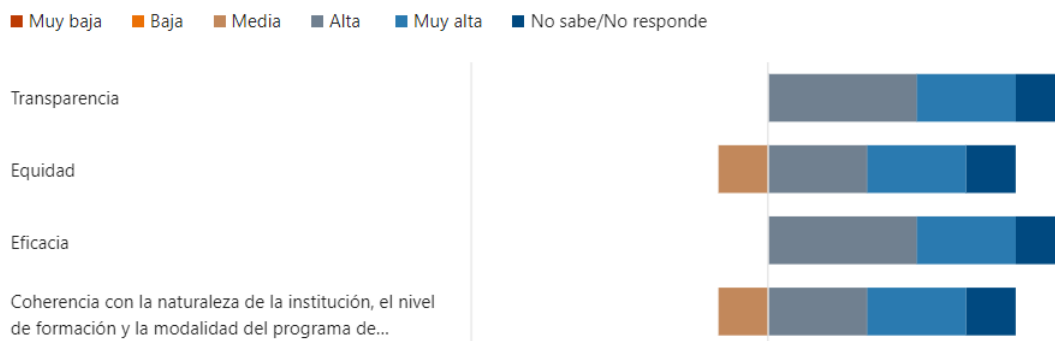 Muy baja Baja Media Alta Muy alta No sabe/No responde
Transparencia
Equidad
Eficacia
Coherencia con la naturaleza de la institución, el nivel
de formación y la modalidad del programa de...